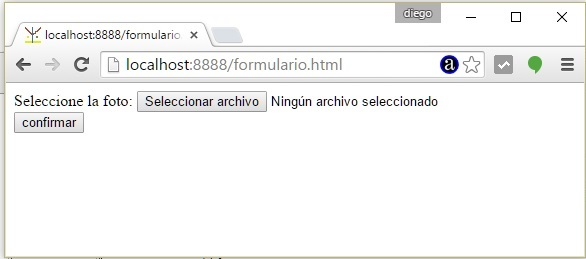 diego
localhost:8888/formulario
localhost:8888/formulario.html
a
Seleccione la foto: Seleccionar archivo Ningún archivo seleccionado
confirmar